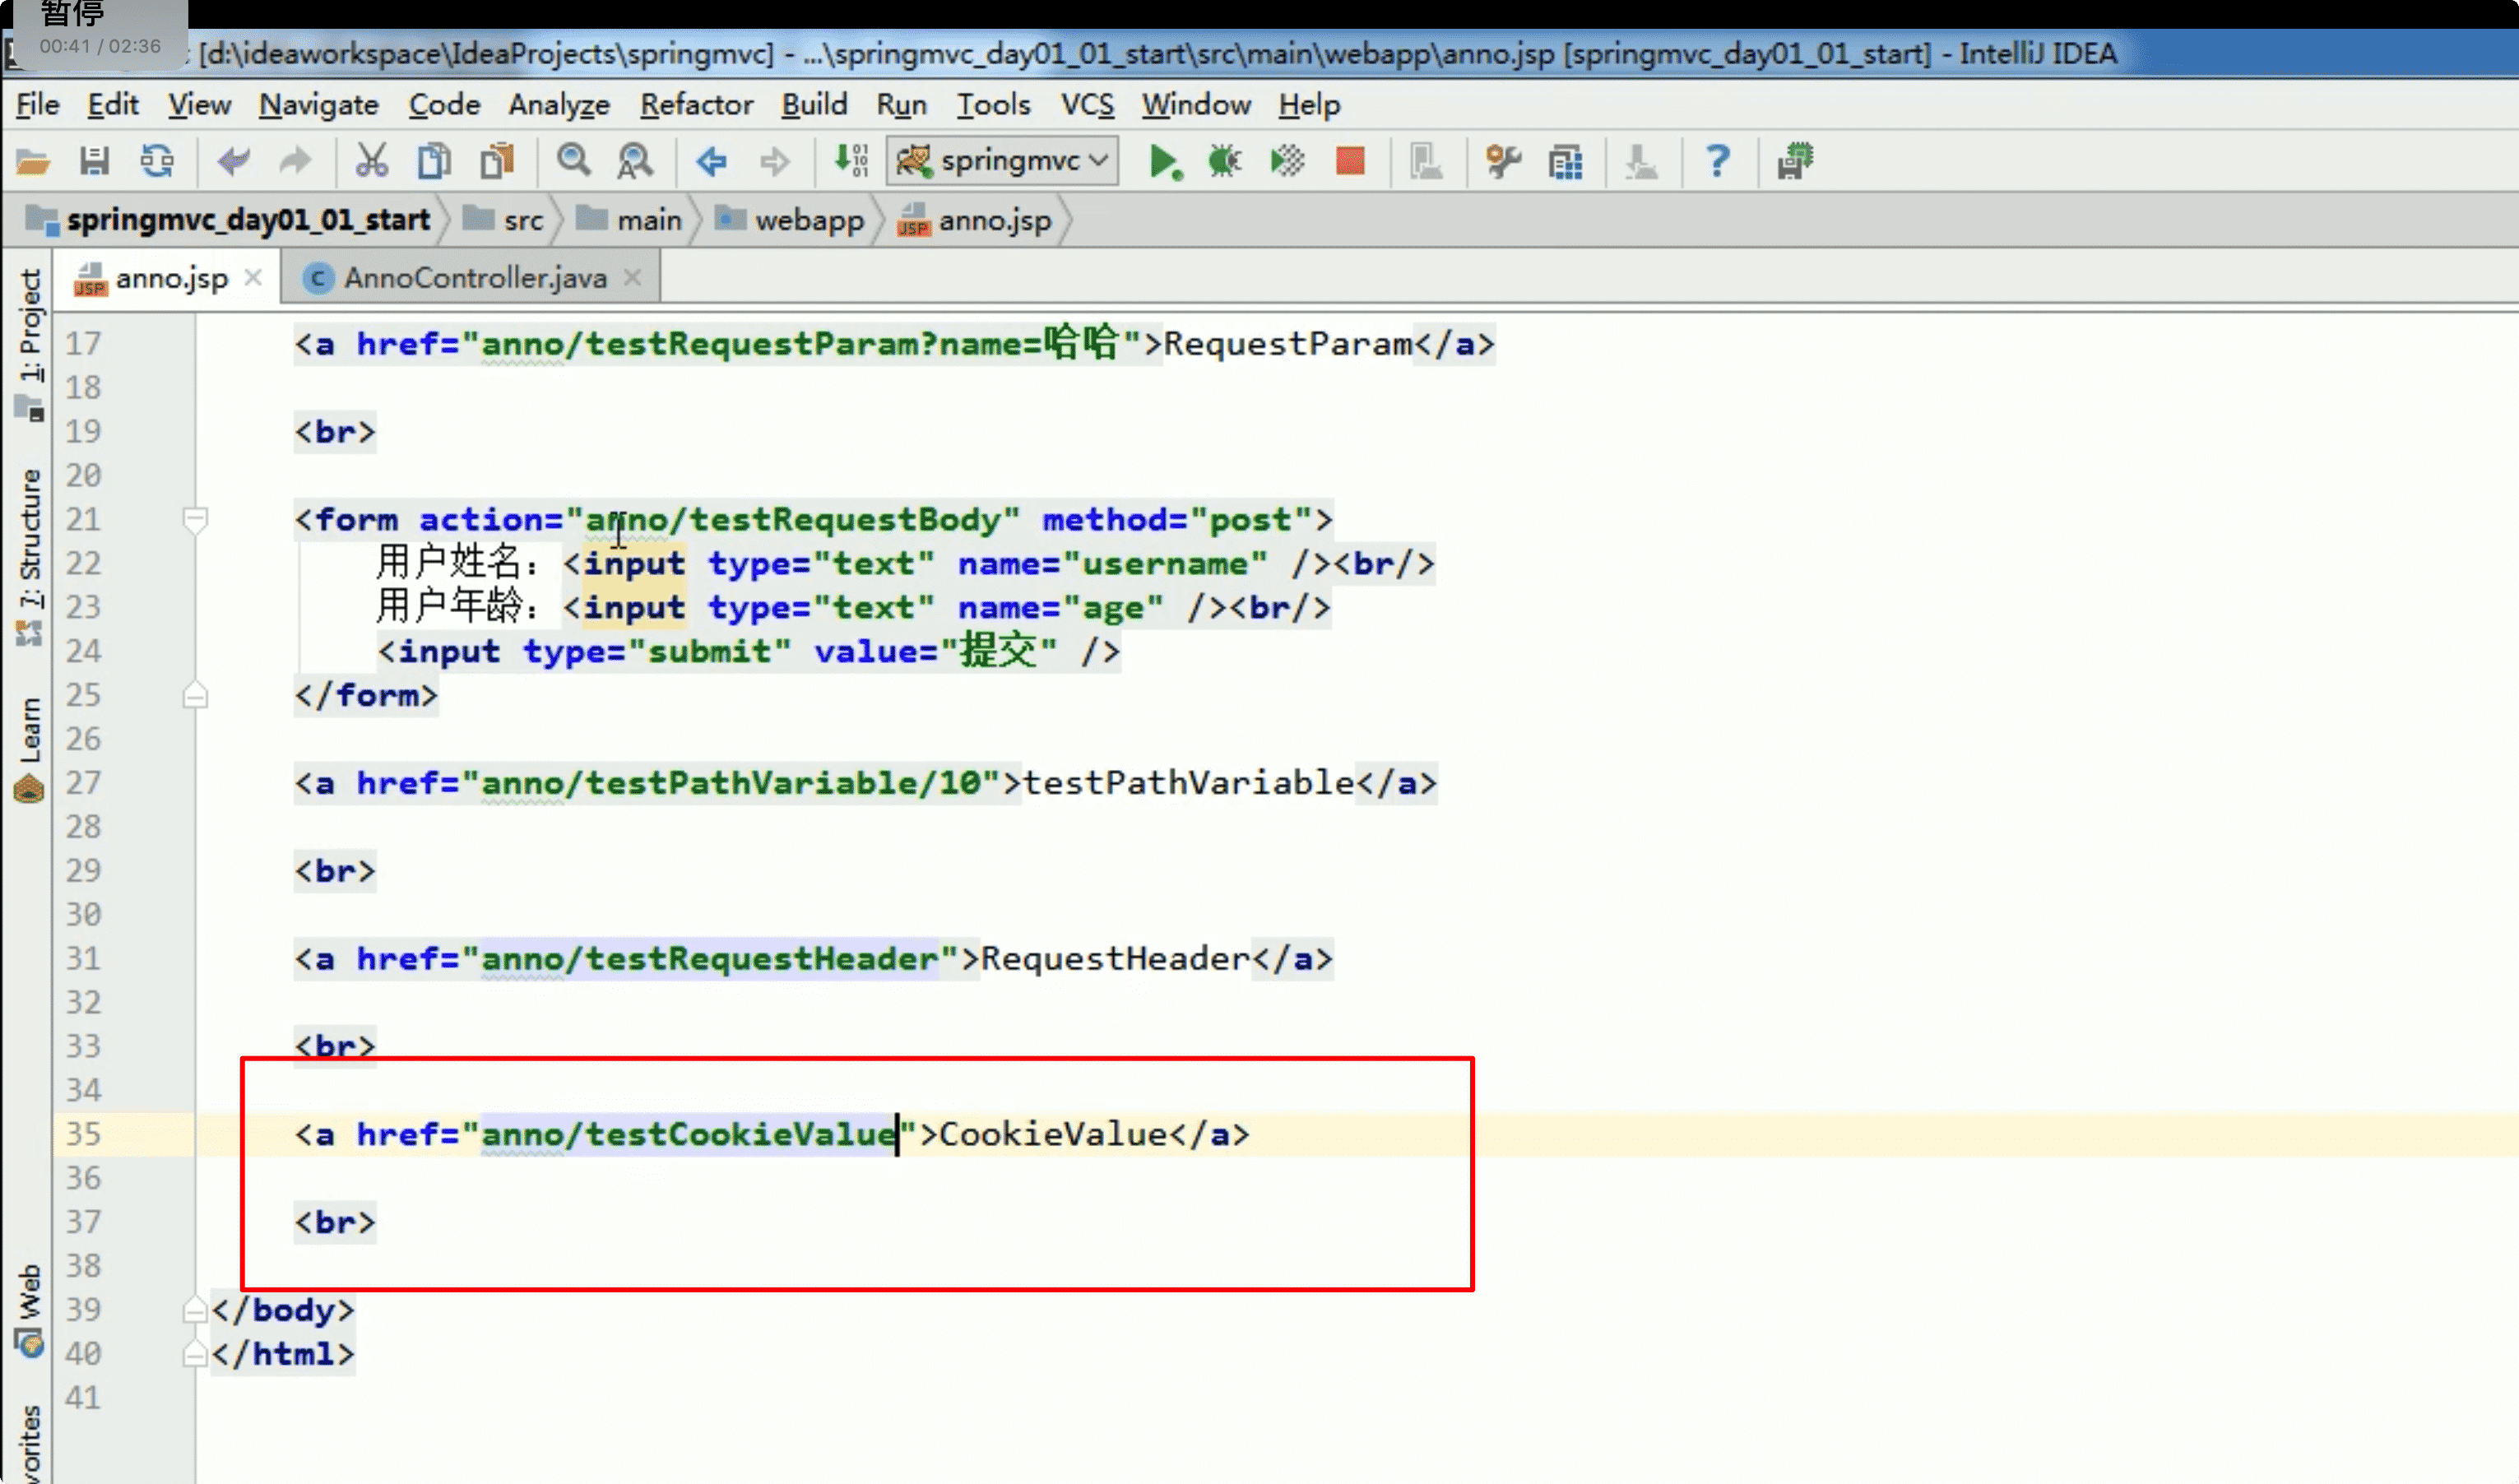 暂停
00:41 / 02:36
[d:\ideaworkspace\IdeaProjects\springmvc] - ...\springmvc_day01_01_start\src\main\webapp\anno.jsp [springmvc_day01_01_start] - IntelliJ IDEA
File Edit View Navigate Code Analyze Refactor Build Run Tools VCS Window Help
springmvc
springmvc_day01_01_start src main webapp anno.jsp
anno.jsp AnnoController.java
1: Project
7: Structure
Learn
Web
17 <a href="anno/testRequestParam?name=哈哈">RequestParam</a>
18
19 <br>
20
21 <form action="anno/testRequestBody" method="post">
22 用户姓名：<input type="text" name="username" /><br/>
23 用户年龄：<input type="text" name="age" /><br/>
24 <input type="submit" value="提交" />
25 </form>
26
27 <a href="anno/testPathVariable/10">testPathVariable</a>
28
29 <br>
30
31 <a href="anno/testRequestHeader">RequestHeader</a>
32
33 <br>
34
35 <a href="anno/testCookieValue">CookieValue</a>
36
37 <br>
38
39 </body>
40 </html>
41